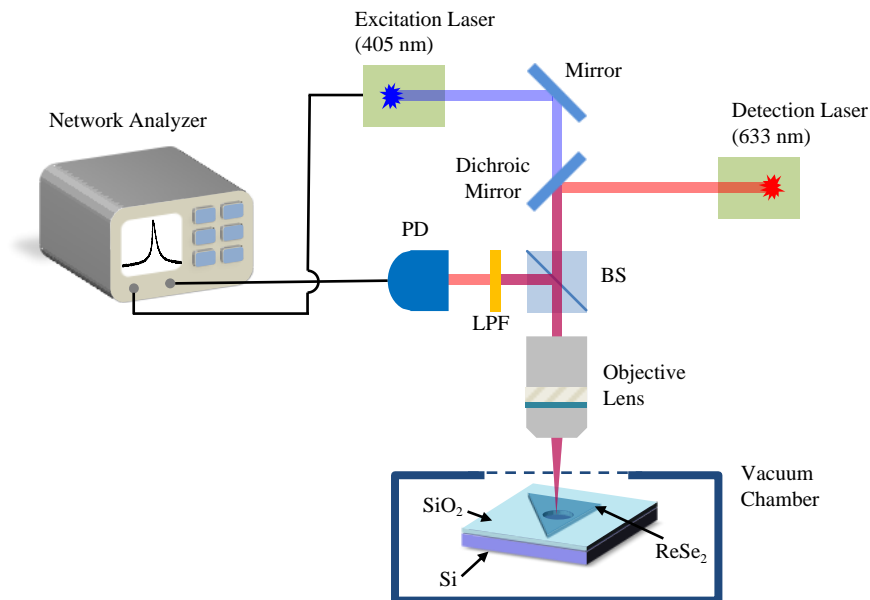 Excitation Laser
(405 nm)
Mirror
Detection Laser
(633 nm)
Network Analyzer
Dichroic
Mirror
PD
BS
LPF
Objective
Lens
Vacuum
Chamber
SiO₂
ReSe₂
Si